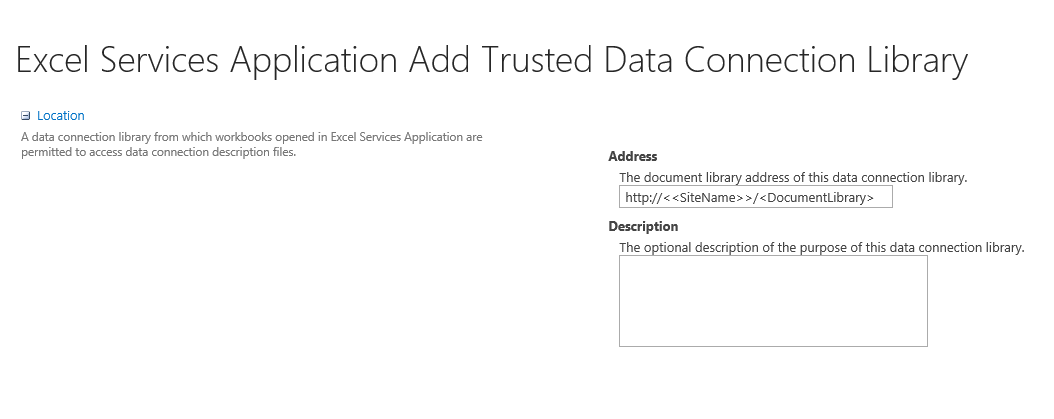 Excel Services Application Add Trusted Data Connection Library
Location
A data connection library from which workbooks opened in Excel Services Application are
permitted to access data connection description files.
Address
The document library address of this data connection library.
http://<<SiteName>>/<DocumentLibrary>
Description
The optional description of the purpose of this data connection library.